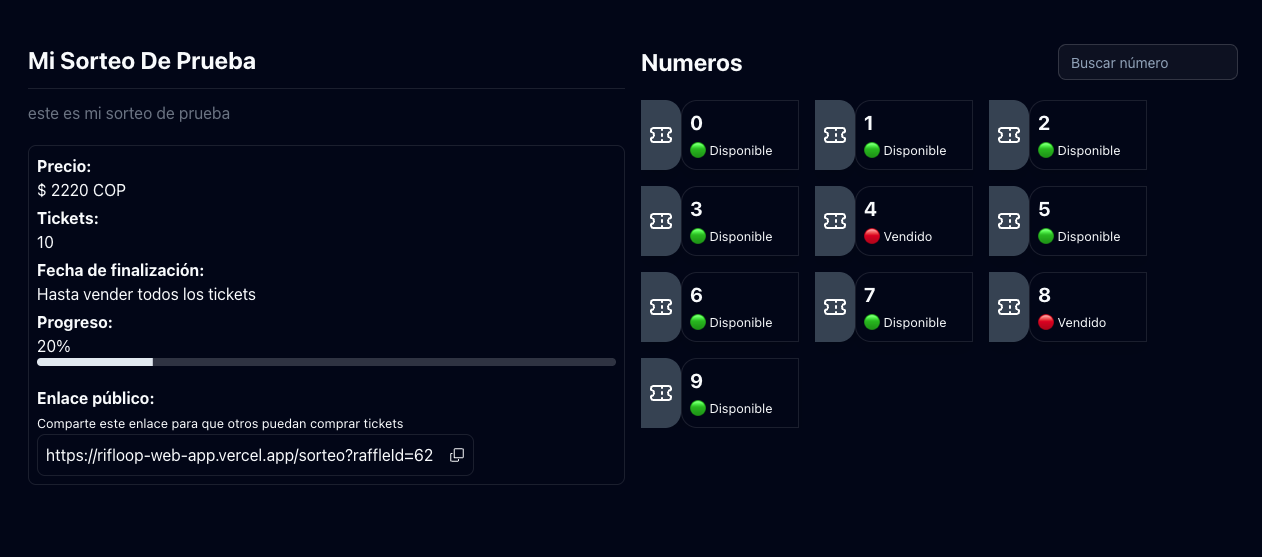 Mi Sorteo De Prueba
este es mi sorteo de prueba
Precio:
$ 2220 COP
Tickets:
10
Fecha de finalización:
Hasta vender todos los tickets
Progreso:
20%
Enlace público:
Comparte este enlace para que otros puedan comprar tickets
https://rifloop-web-app.vercel.app/sorteo?raffleId=62
Numeros
Buscar número
0
Disponible
1
Disponible
2
Disponible
3
Disponible
4
Vendido
5
Disponible
6
Disponible
7
Disponible
8
Vendido
9
Disponible